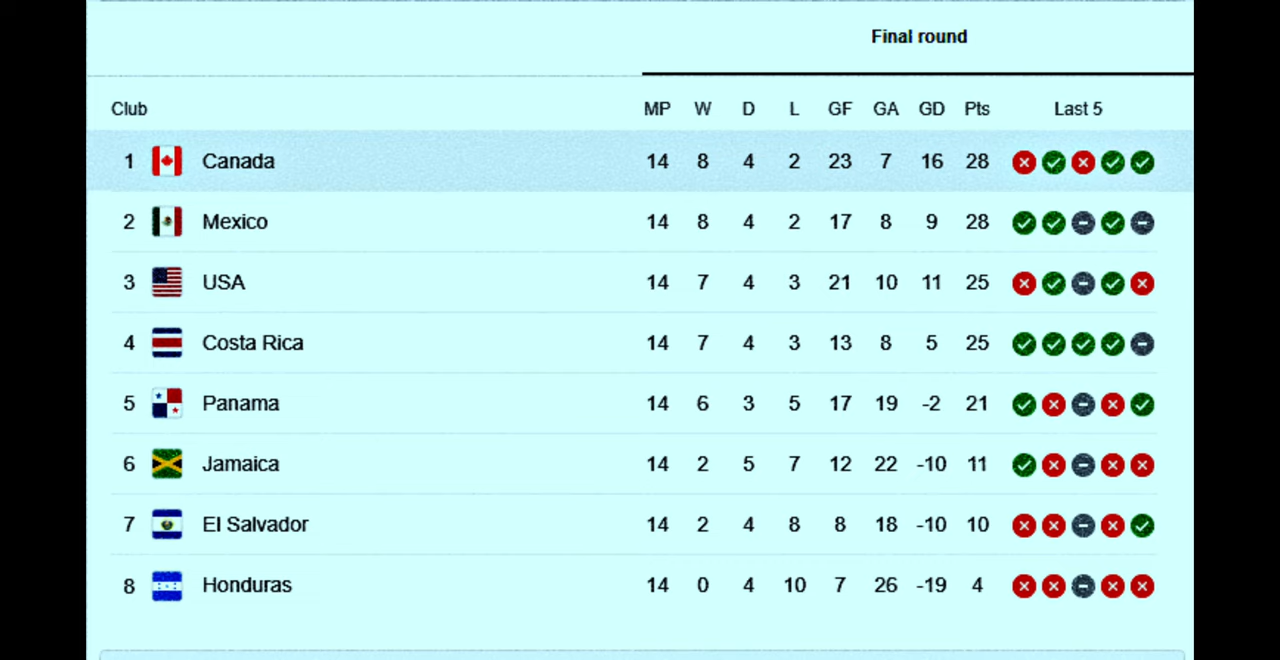 Final round
Club MP W D L GF GA GD Pts Last 5
1 Canada 14 8 4 2 23 7 16 28
2 Mexico 14 8 4 2 17 8 9 28
3 USA 14 7 4 3 21 10 11 25
4 Costa Rica 14 7 4 3 13 8 5 25
5 Panama 14 6 3 5 17 19 -2 21
6 Jamaica 14 2 5 7 12 22 -10 11
7 El Salvador 14 2 4 8 8 18 -10 10
8 Honduras 14 0 4 10 7 26 -19 4